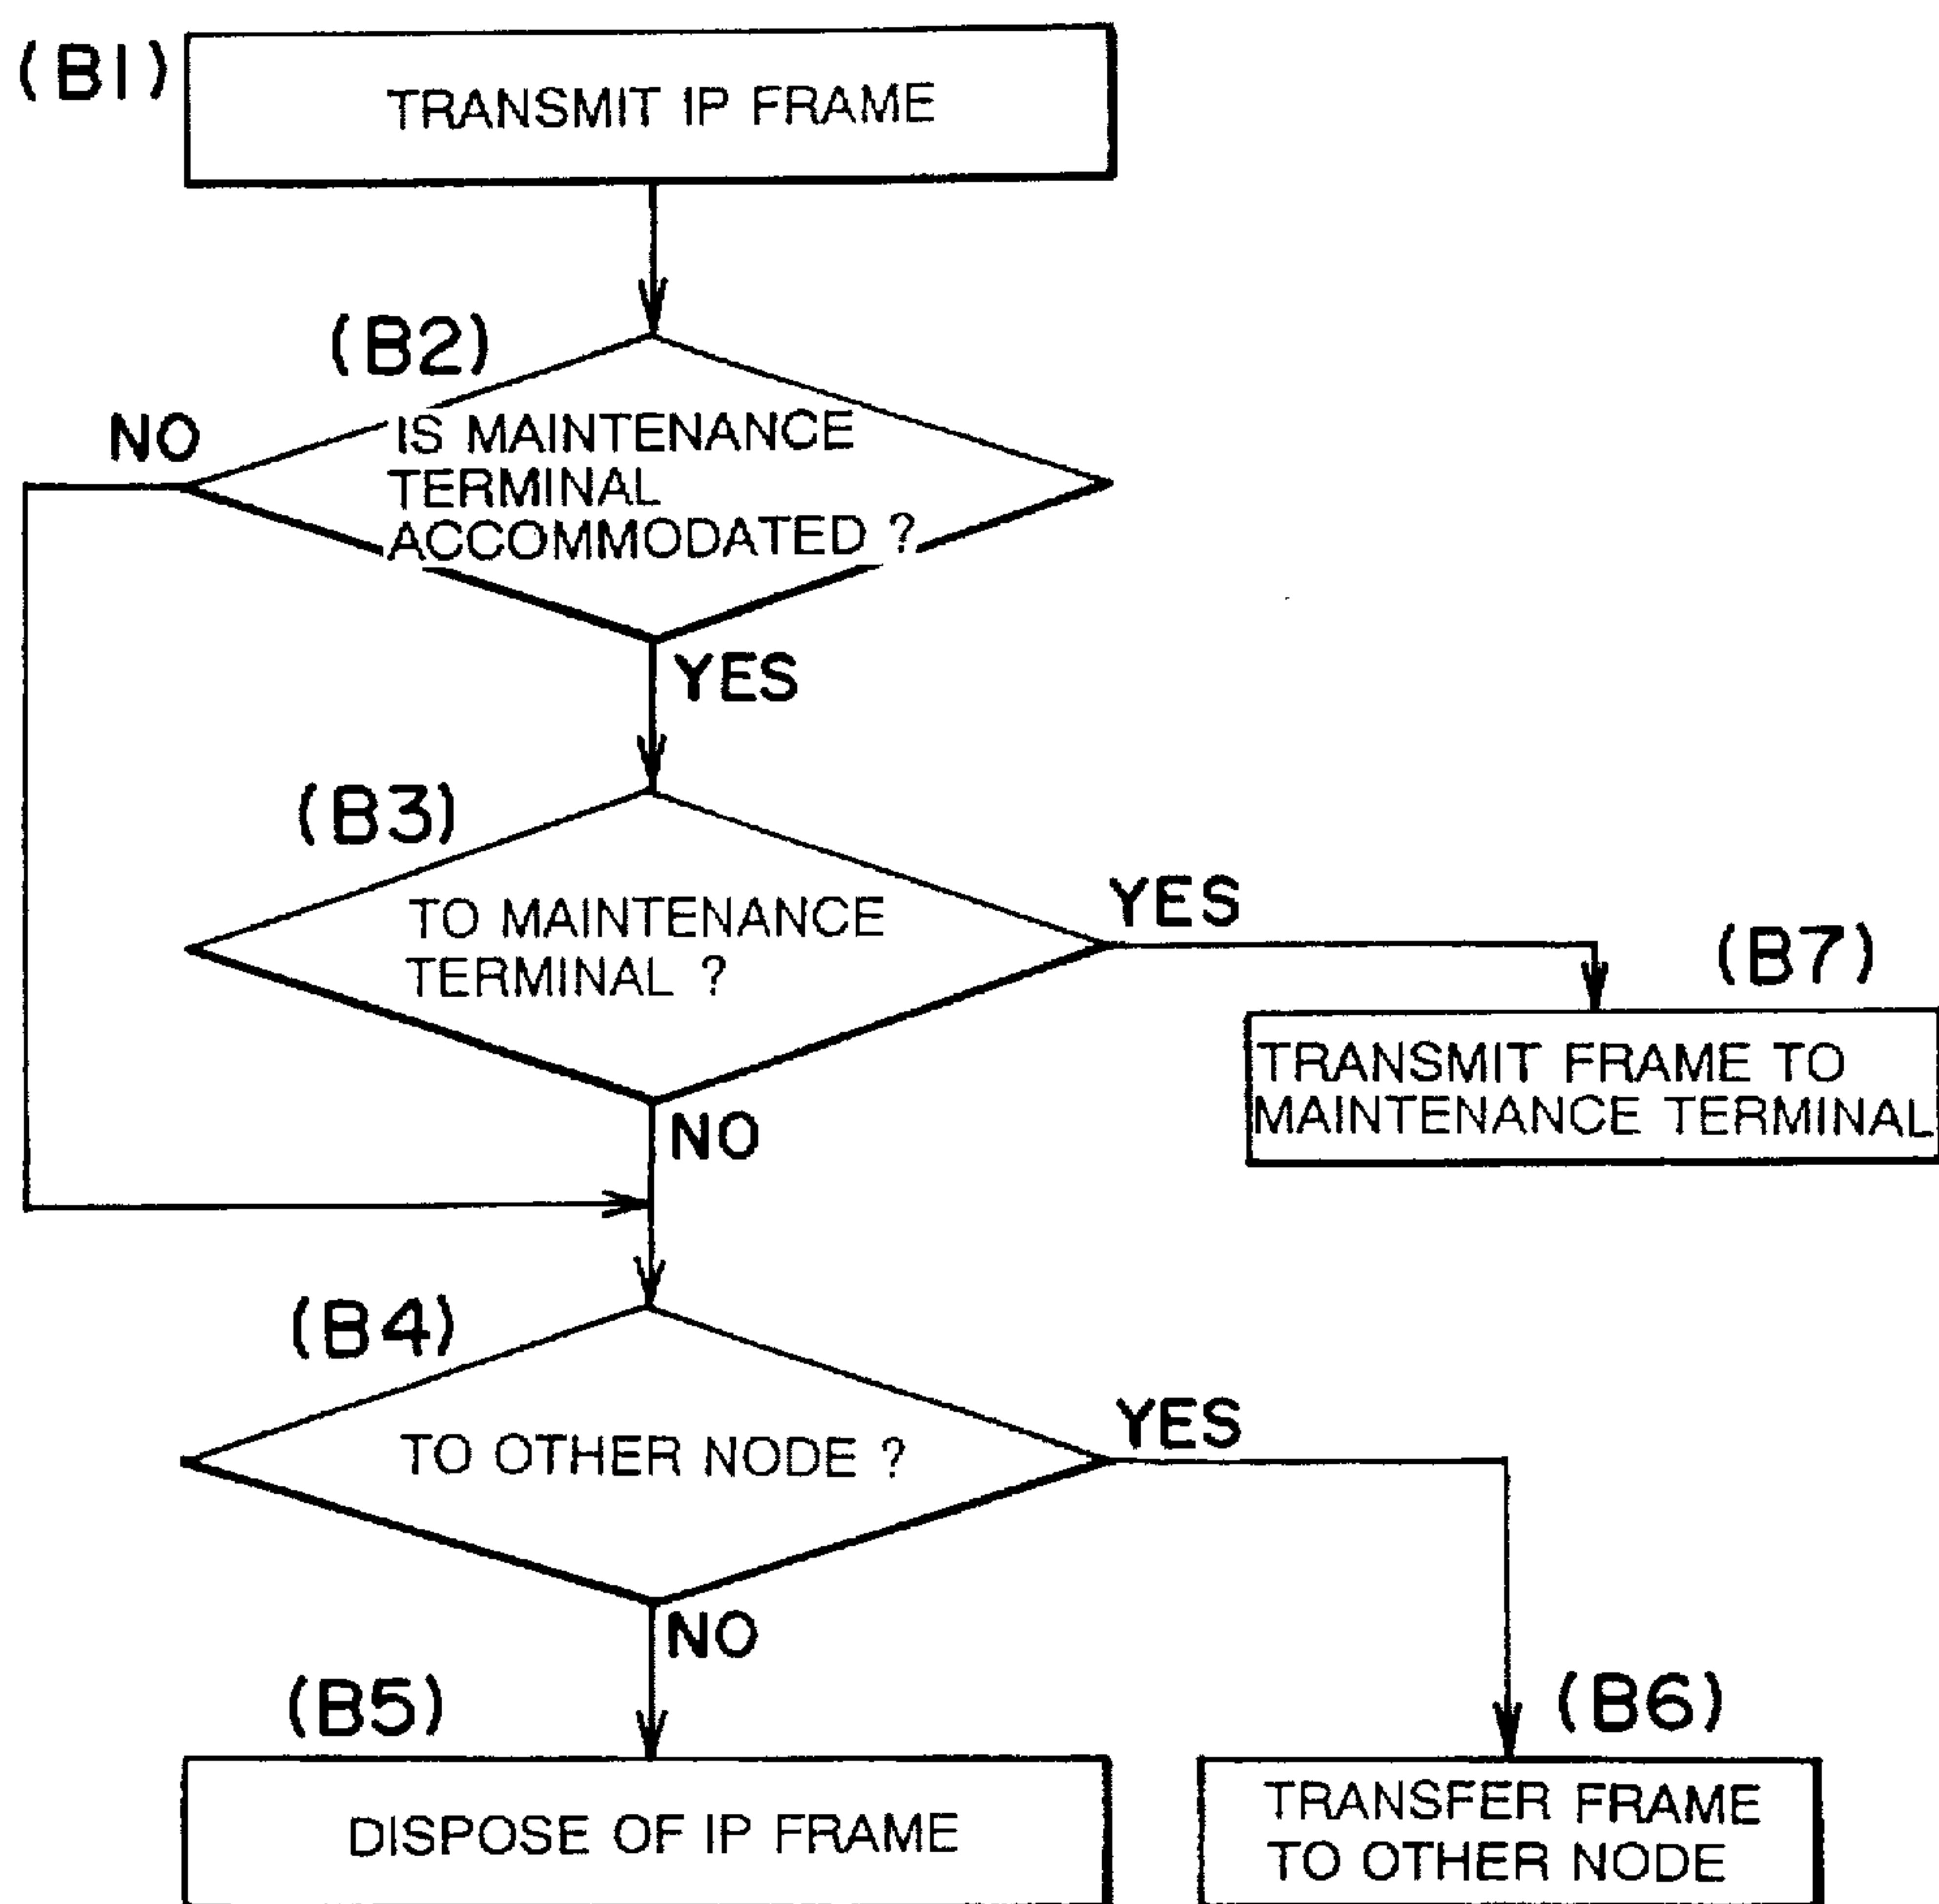 (B1)
TRANSMIT IP FRAME
(B2)
NO
IS MAINTENANCE
TERMINAL
ACCOMMODATED ?
YES
(B3)
TO MAINTENANCE
TERMINAL ?
YES
(B7)
TRANSMIT FRAME TO
MAINTENANCE TERMINAL
NO
(B4)
TO OTHER NODE ?
YES
NO
(B5)
DISPOSE OF IP FRAME
(B6)
TRANSFER FRAME
TO OTHER NODE